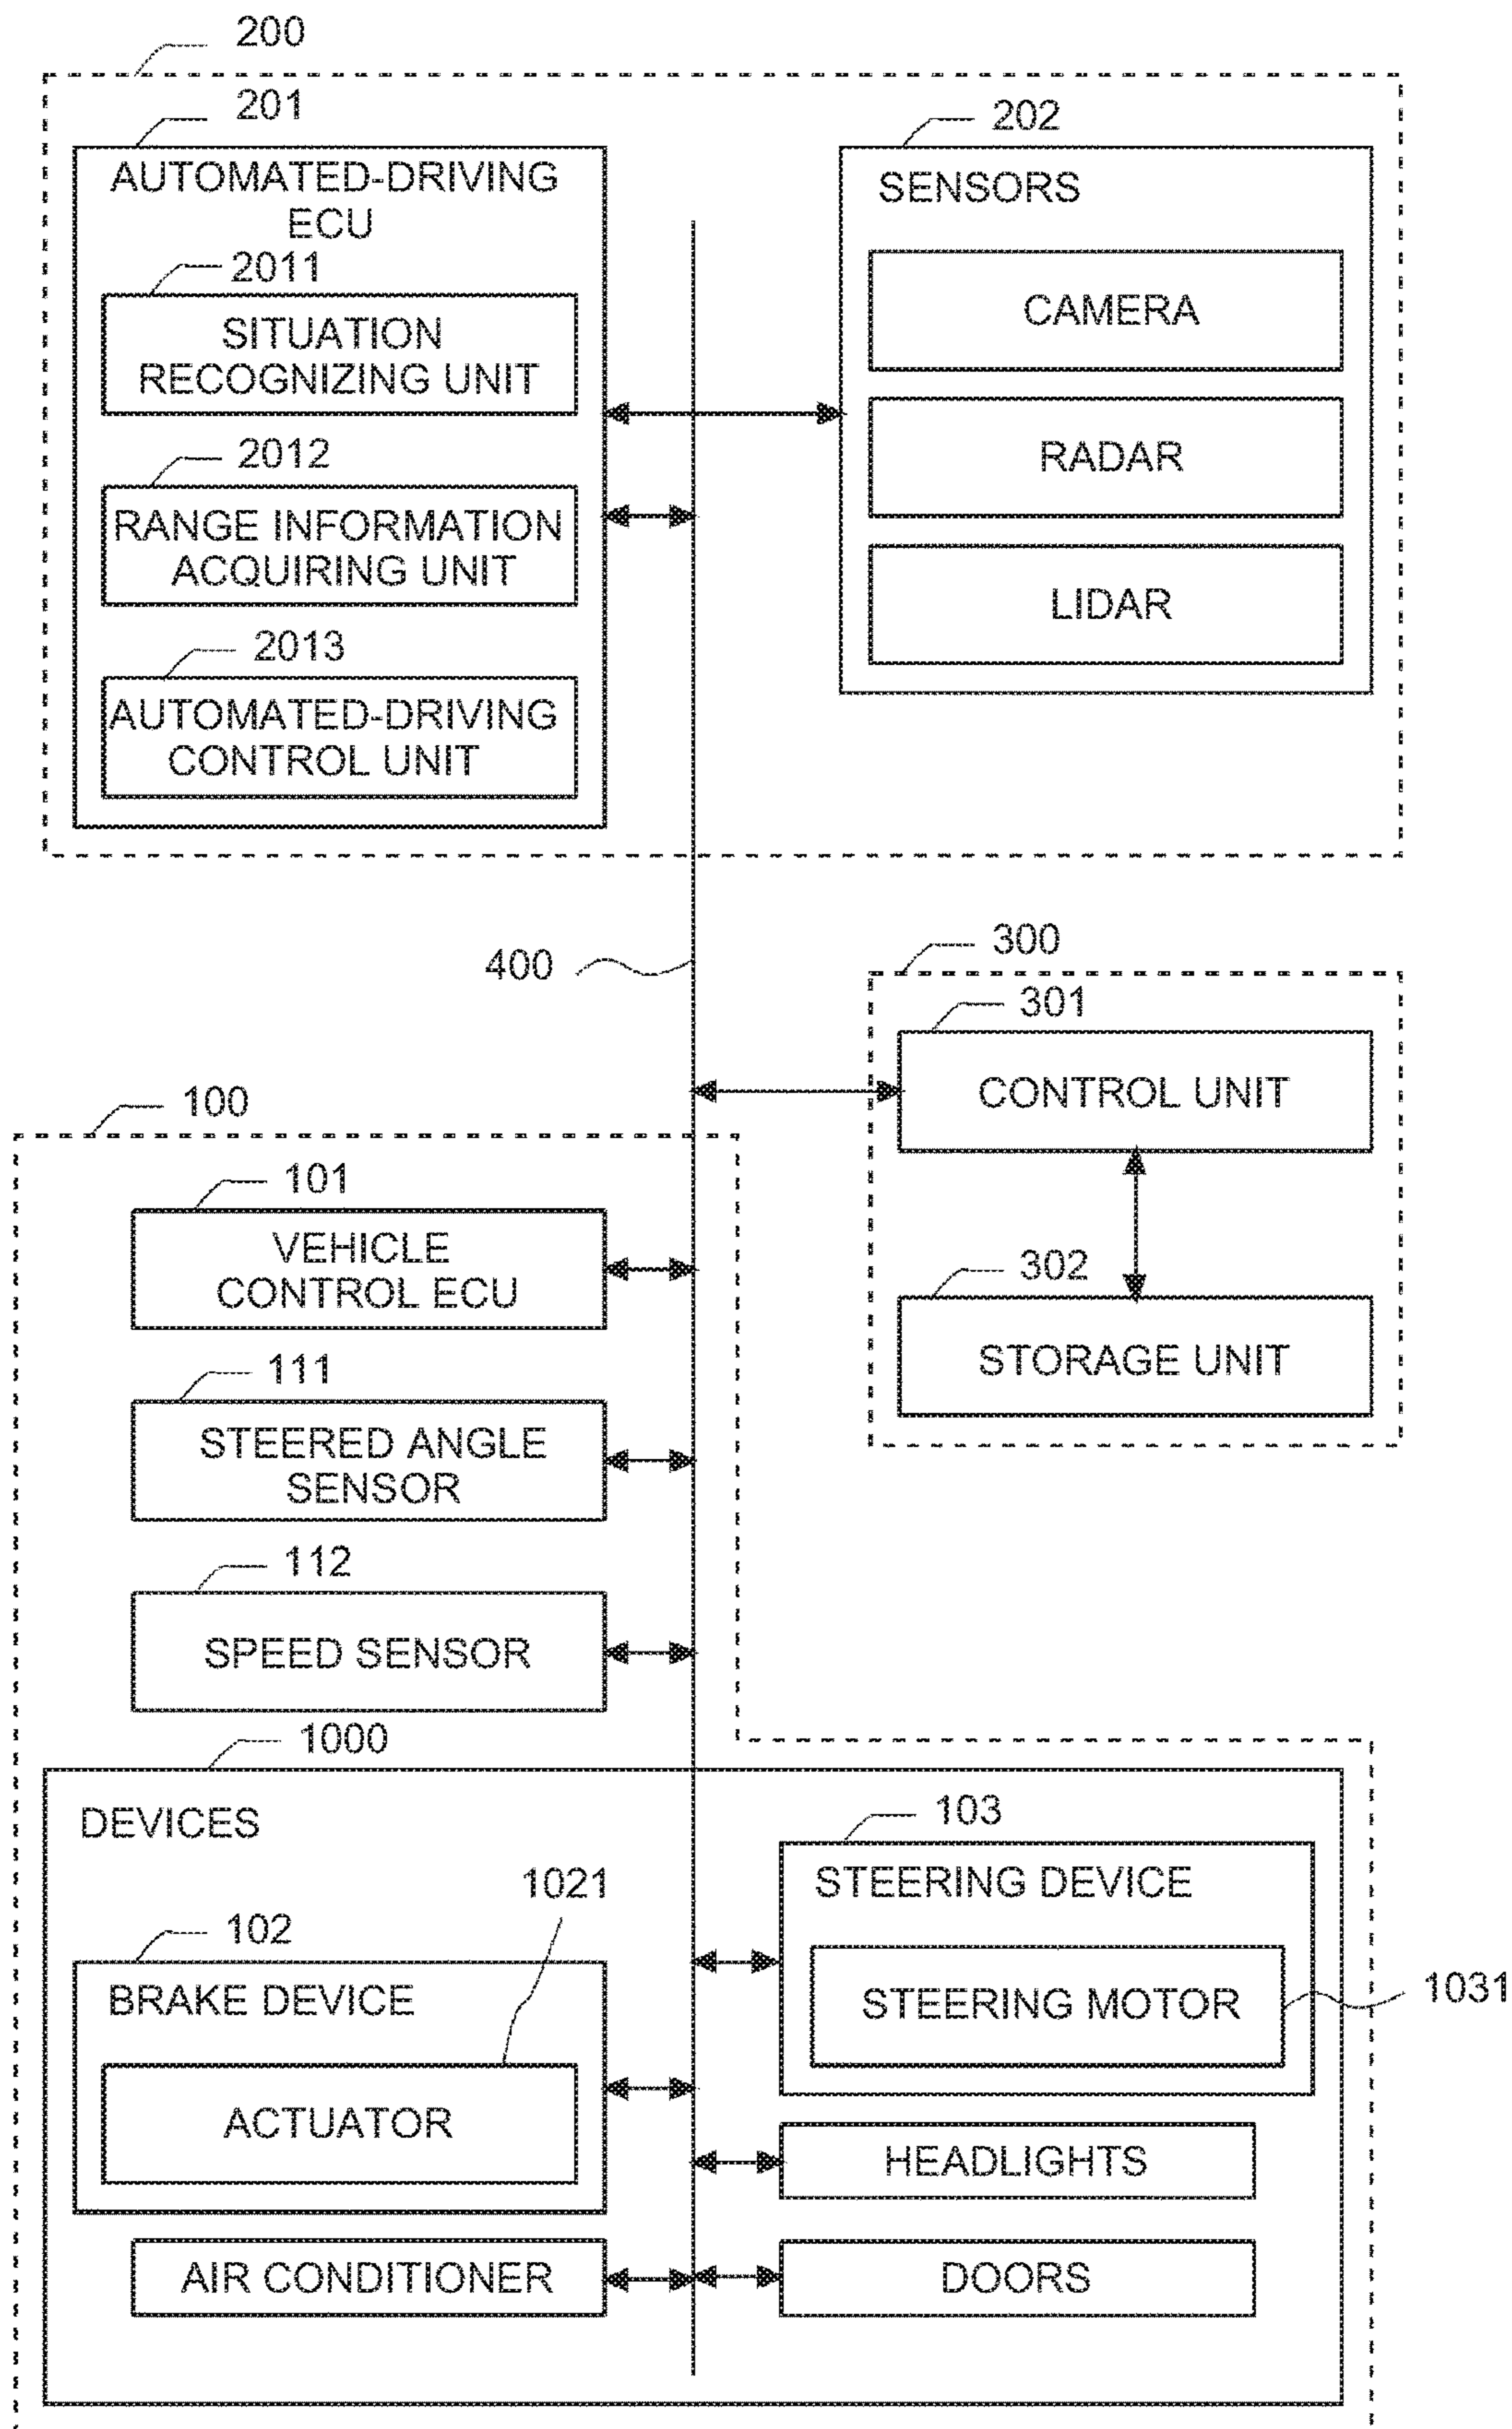 200
201
AUTOMATED-DRIVING
ECU
2011
SITUATION
RECOGNIZING UNIT
2012
RANGE INFORMATION
ACQUIRING UNIT
2013
AUTOMATED-DRIVING
CONTROL UNIT
202
SENSORS
CAMERA
RADAR
LIDAR
400
300
301
CONTROL UNIT
302
STORAGE UNIT
100
101
VEHICLE
CONTROL ECU
111
STEERED ANGLE
SENSOR
112
SPEED SENSOR
1000
DEVICES
1021
102
BRAKE DEVICE
ACTUATOR
AIR CONDITIONER
103
STEERING DEVICE
STEERING MOTOR
1031
HEADLIGHTS
DOORS